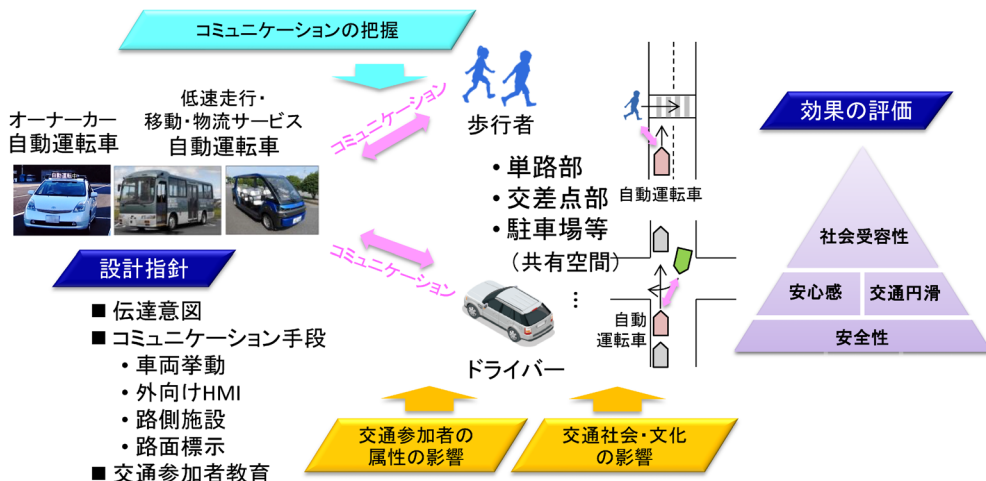 コミュニケーションの把握
オーナーカー
自動運転車
低速走行・
移動・物流サービス
自動運転車
自動運転中
コミュニケーション
歩行者
・単路部
・交差点部
・駐車場等
（共有空間）
自動運転車
コミュニケーション
ドライバー
…
自動
運転車
設計指針
■ 伝達意図
■ コミュニケーション手段
・車両挙動
・外向けHMI
・路側施設
・路面標示
■ 交通参加者教育
交通参加者の
属性の影響
交通社会・文化
の影響
効果の評価
社会受容性
安心感
交通円滑
安全性